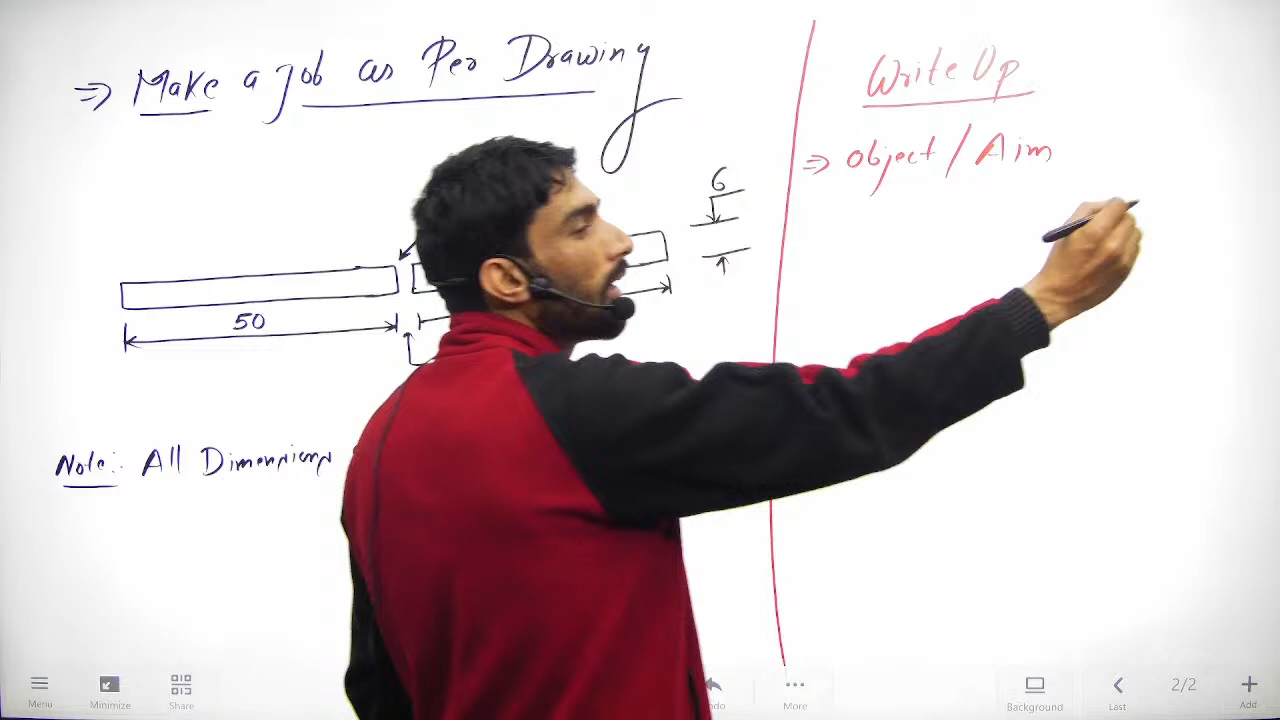 ⇒ Make a job as Per Drawing
6
50
Note:- All Dimensions
Write Up
⇒ Object / Aim
Menu
Minimize
Share
More
Background
Last
2/2
Add